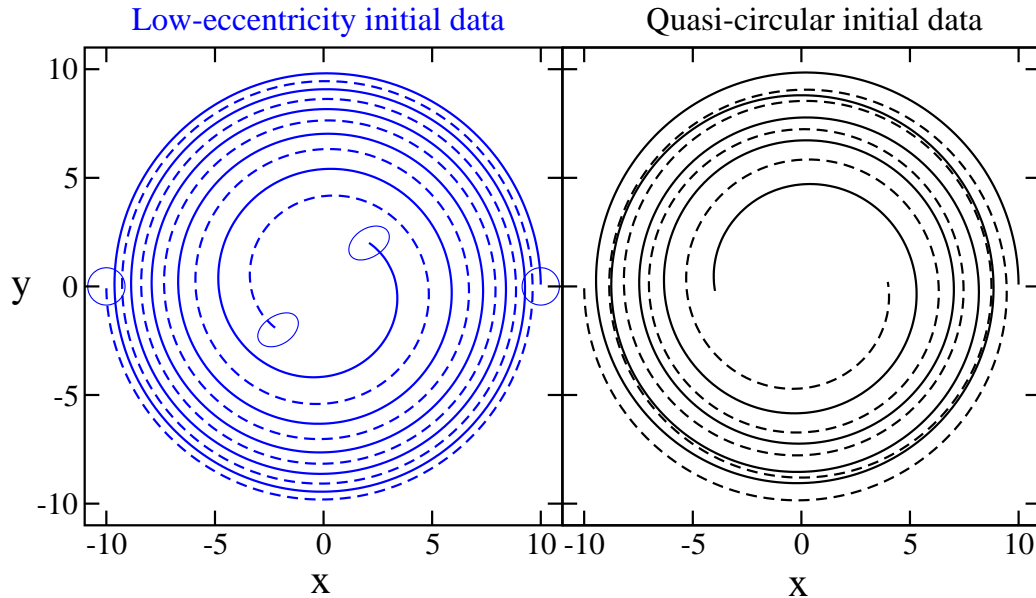 Low-eccentricity initial data
Quasi-circular initial data
10
5
0
-5
-10
y
-10 -5 0 5 10
-10 -5 0 5 10
x
x